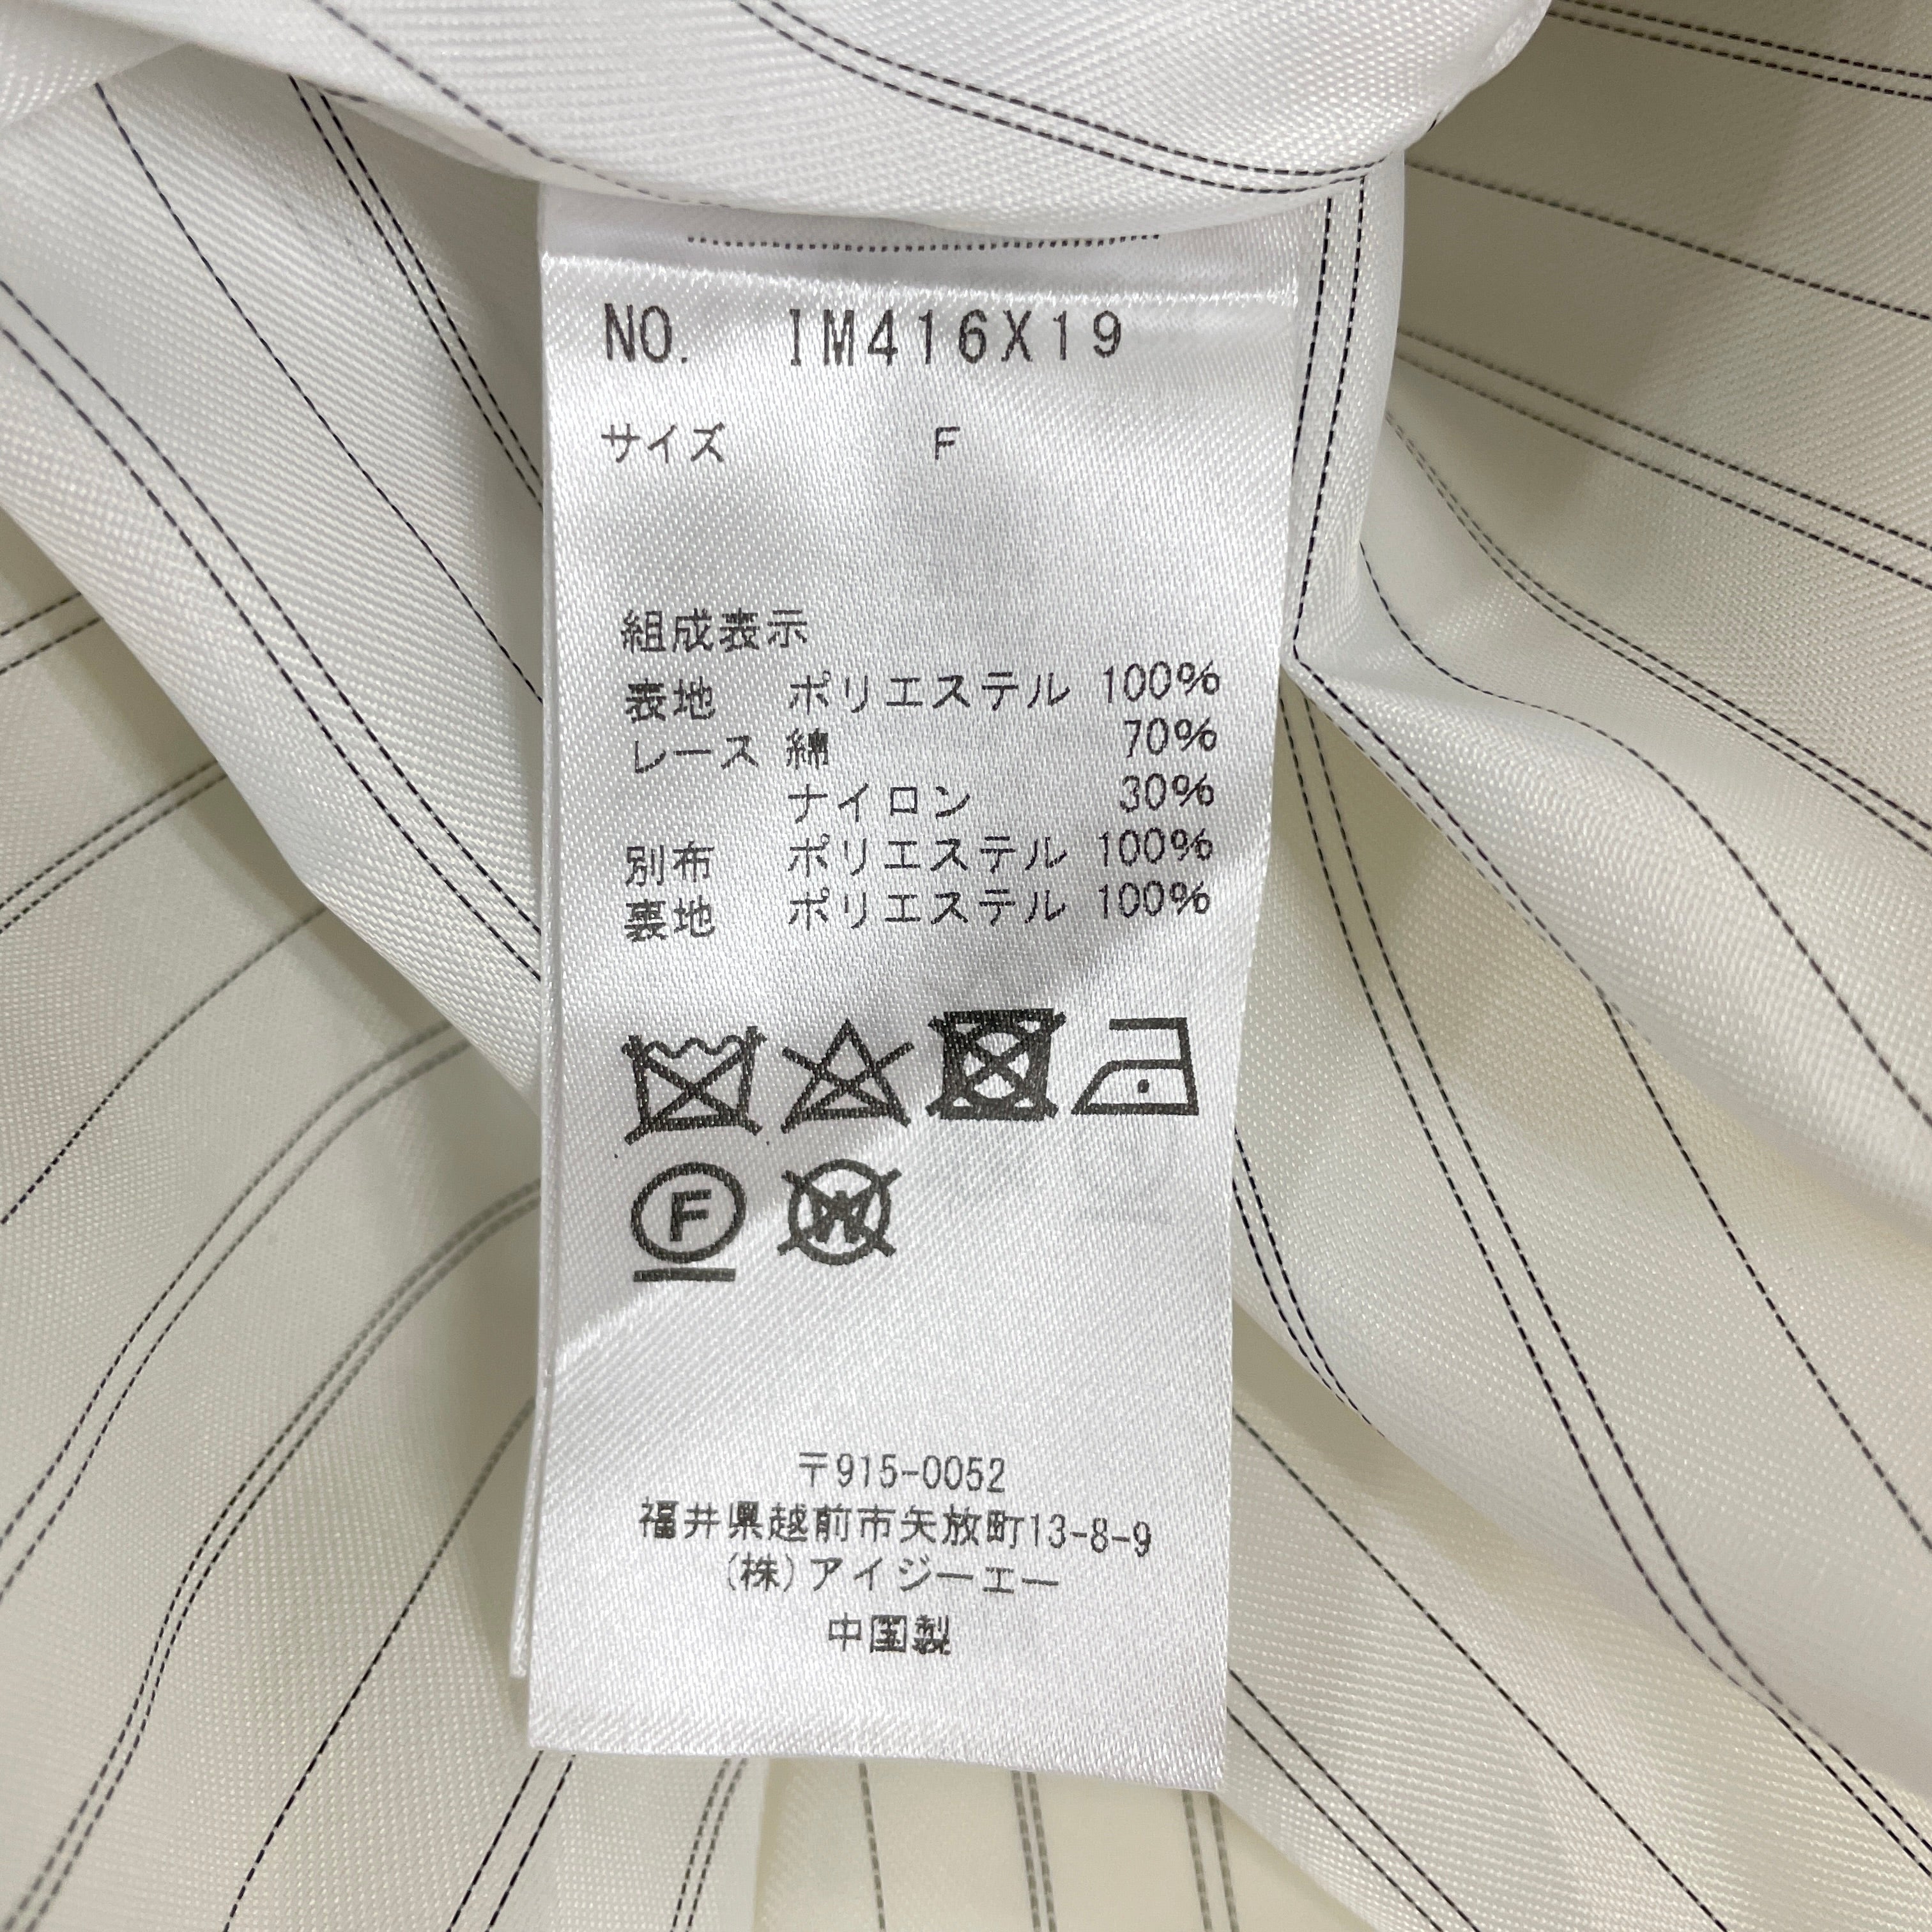 NO. IM416X19
サイズ F
組成表示
表地 ポリエステル 100%
レース 綿 70%
ナイロン 30%
別布 ポリエステル 100%
裏地 ポリエステル 100%
F
W
〒915-0052
福井県越前市矢放町13-8-9
(株)アイジーエー
中国製